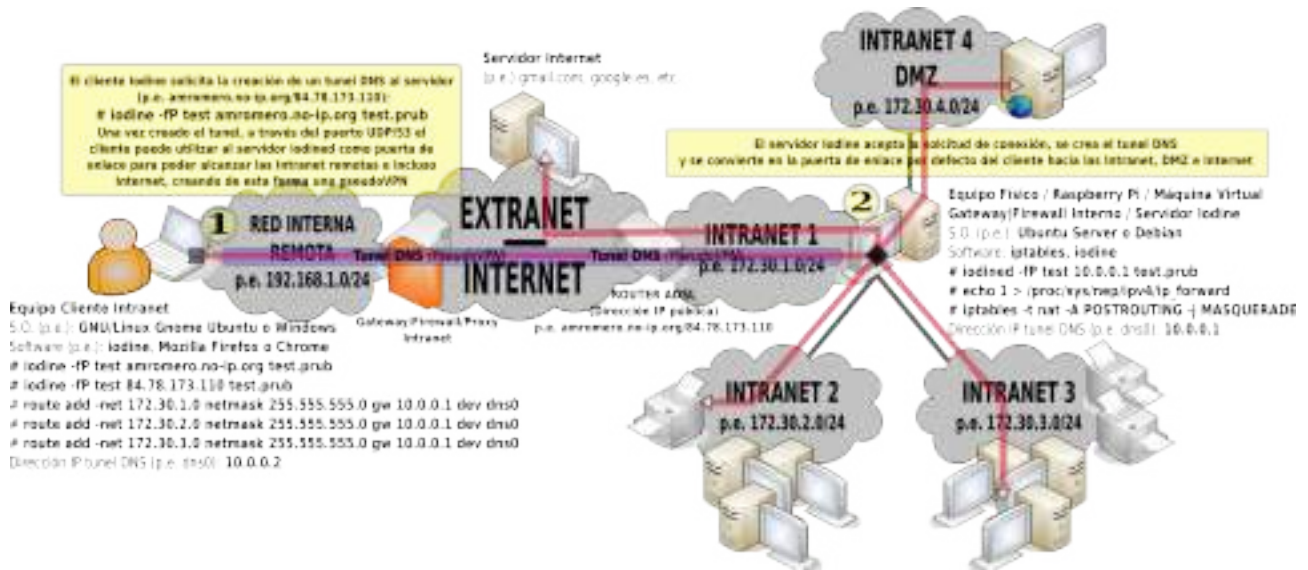 El cliente iodine solicita la creación de un tunel DNS al servidor
(p.e. amromero.no-ip.org/84.78.173.110):
# iodine -fP test amromero.no-ip.org test.prub
Una vez creado el tunel, a través del puerto UDP/53 el
cliente puede utilizar al servidor iodined como puerta de
enlace para poder alcanzar las Intranet remotas e incluso
Internet, creando de esta forma una pseudoVPN
Servidor Internet
(p.e.) gmail.com, google.es, etc.
INTRANET 4
DMZ
p.e. 172.30.4.0/24
El servidor iodine acepta la solicitud de conexión, se crea el tunel DNS
y se convierte en la puerta de enlace por defecto del cliente hacia las Intranet, DMZ e Internet
1
RED INTERNA
REMOTA
p.e. 192.168.1.0/24
EXTRANET
INTERNET
Tunel DNS (PseudoVPN)
Tunel DNS (PseudoVPN)
INTRANET 1
p.e. 172.30.1.0/24
2
Equipo Fisico / Raspberry Pi / Máquina Virtual
Gateway/Firewall Interno / Servidor Iodine
S.O. (p.e.): Ubuntu Server o Debian
Software: iptables, iodine
# iodined -fP test 10.0.0.1 test.prub
# echo 1 > /proc/sys/nep/ipv4/ip_forward
# iptables -t nat -A POSTROUTING -j MASQUERADE
Dirección IP tunel DNS (p.e. dns0): 10.0.0.1
Gateway/Firewall/Proxy
Intranet
ROUTER ADSL
(Dirección IP pública)
p.e. amromero.no-ip.org/84.78.173.110
Equipo Cliente Intranet
S.O. (p.e.): GNU/Linux Gnome Ubuntu o Windows
Software (p.e.): iodine, Mozilla Firefox o Chrome
# iodine -fP test amromero.no-ip.org test.prub
# iodine -fP test 84.78.173.110 test.prub
# route add -net 172.30.1.0 netmask 255.555.555.0 gw 10.0.0.1 dev dns0
# route add -net 172.30.2.0 netmask 255.555.555.0 gw 10.0.0.1 dev dns0
# route add -net 172.30.3.0 netmask 255.555.555.0 gw 10.0.0.1 dev dns0
Dirección IP tunel DNS (p.e. dns0): 10.0.0.2
INTRANET 2
p.e. 172.30.2.0/24
INTRANET 3
p.e. 172.30.3.0/24